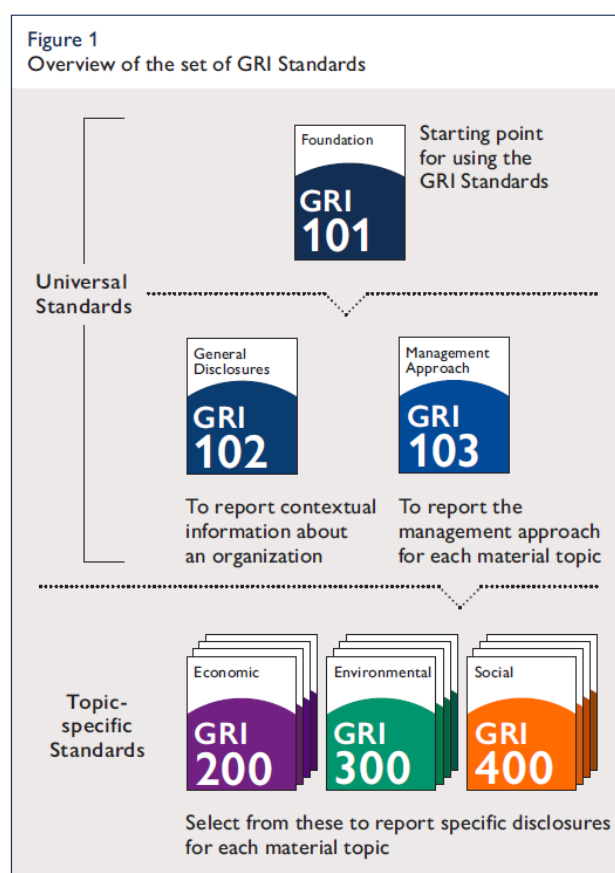 Figure 1
Overview of the set of GRI Standards
Foundation
GRI
101
Starting point
for using the
GRI Standards
Universal
Standards
General
Disclosures
GRI
102
Management
Approach
GRI
103
To report contextual
information about
an organization
To report the
management approach
for each material topic
Topic-
specific
Standards
Economic
GRI
200
Environmental
GRI
300
Social
GRI
400
Select from these to report specific disclosures
for each material topic